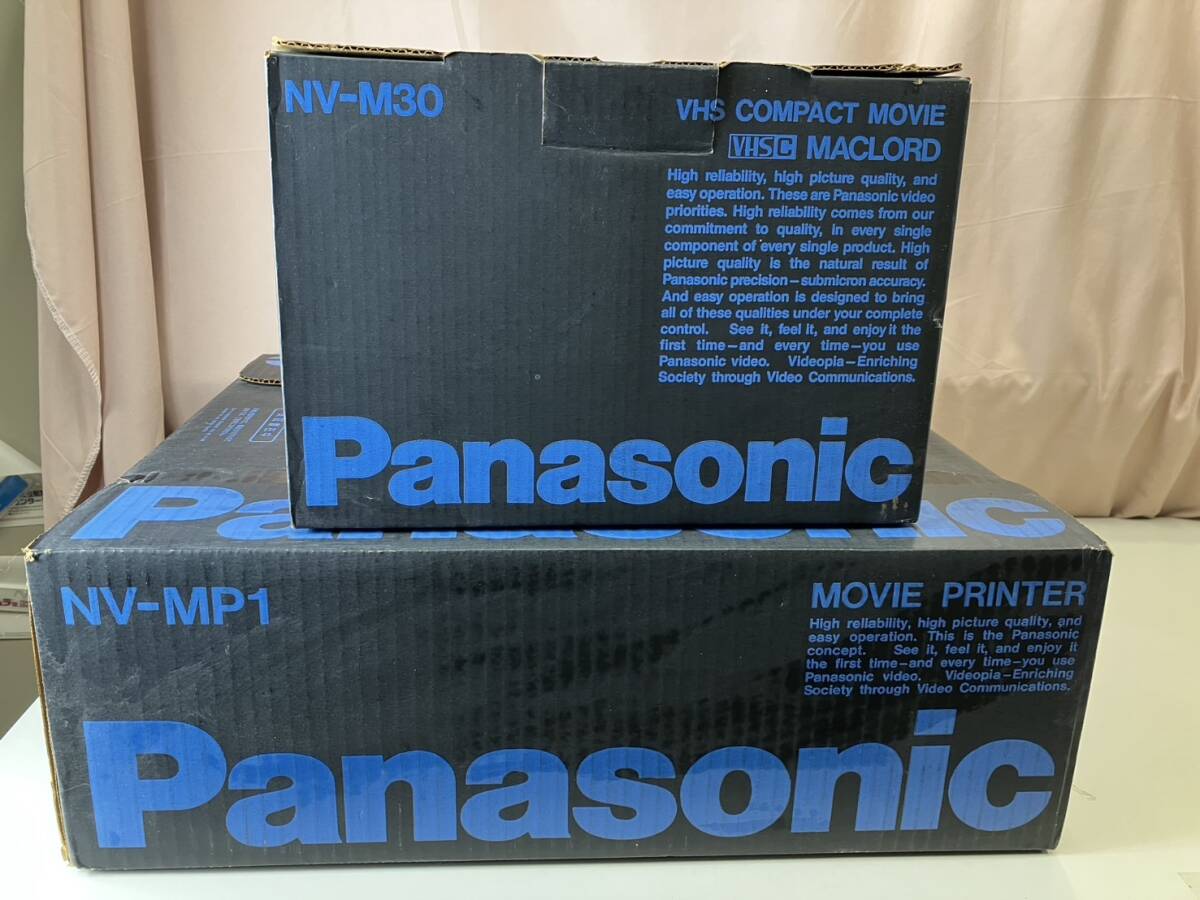 NV-M30
VHS COMPACT MOVIE
VHSC MACLORD
High reliability, high picture quality, and
easy operation. These are Panasonic video
priorities. High reliability comes from our
commitment to quality, in every single
component of every single product. High
picture quality is the natural result of
Panasonic precision—submicron accuracy.
And easy operation is designed to bring
all of these qualities under your complete
control. See it, feel it, and enjoy it the
first time—and every time—you use
Panasonic video. Videopia—Enriching
Society through Video Communications.
Panasonic
Panasonic
NV-MP1
MOVIE PRINTER
High reliability, high picture quality, and
easy operation. This is the Panasonic
concept. See it, feel it, and enjoy it
the first time—and every time—you use
Panasonic video. Videopia—Enriching
Society through Video Communications.
Panasonic